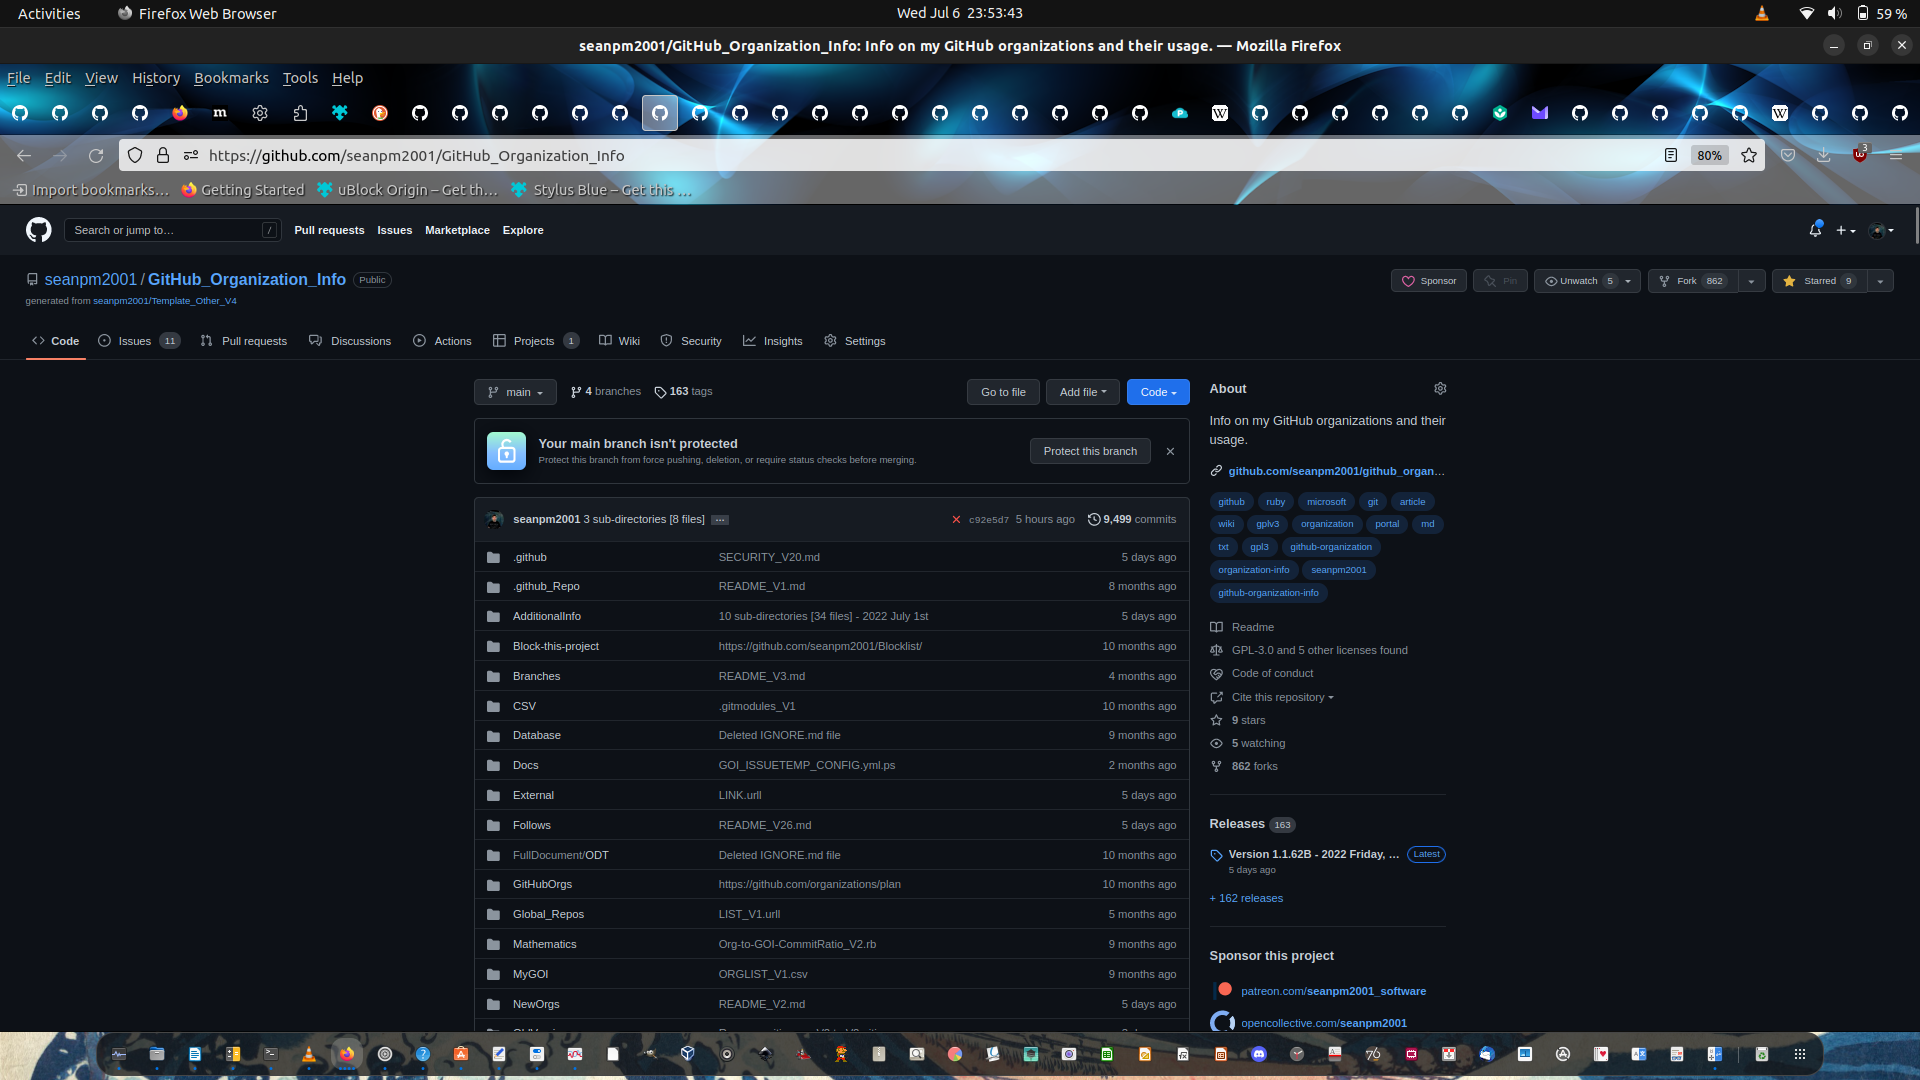 Activities
Firefox Web Browser
Wed Jul 6 23:53:43
59 %
seanpm2001/GitHub_Organization_Info: Info on my GitHub organizations and their usage. — Mozilla Firefox
File Edit View History Bookmarks Tools Help
https://github.com/seanpm2001/GitHub_Organization_Info
80%
3
Import bookmarks… Getting Started uBlock Origin – Get th… Stylus Blue – Get this …
Search or jump to… /
Pull requests Issues Marketplace Explore
seanpm2001 / GitHub_Organization_Info Public
generated from seanpm2001/Template_Other_V4
Sponsor Pin Unwatch 5 Fork 862 Starred 9
Code Issues 11 Pull requests Discussions Actions Projects 1 Wiki Security Insights Settings
main 4 branches 163 tags
Go to file Add file Code
Your main branch isn't protected
Protect this branch from force pushing, deletion, or require status checks before merging.
Protect this branch
seanpm2001 3 sub-directories [8 files] … c92e5d7 5 hours ago 9,499 commits
.github SECURITY_V20.md 5 days ago
.github_Repo README_V1.md 8 months ago
AdditionalInfo 10 sub-directories [34 files] - 2022 July 1st 5 days ago
Block-this-project https://github.com/seanpm2001/Blocklist/ 10 months ago
Branches README_V3.md 4 months ago
CSV .gitmodules_V1 10 months ago
Database Deleted IGNORE.md file 9 months ago
Docs GOI_ISSUETEMP_CONFIG.yml.ps 2 months ago
External LINK.urll 5 days ago
Follows README_V26.md 5 days ago
FullDocument/ODT Deleted IGNORE.md file 10 months ago
GitHubOrgs https://github.com/organizations/plan 10 months ago
Global_Repos LIST_V1.urll 5 months ago
Mathematics Org-to-GOI-CommitRatio_V2.rb 9 months ago
MyGOI ORGLIST_V1.csv 9 months ago
NewOrgs README_V2.md 5 days ago
About
Info on my GitHub organizations and their
usage.
github.com/seanpm2001/github_organ…
github ruby microsoft git article
wiki gplv3 organization portal md
txt gpl3 github-organization
organization-info seanpm2001
github-organization-info
Readme
GPL-3.0 and 5 other licenses found
Code of conduct
Cite this repository
9 stars
5 watching
862 forks
Releases 163
Version 1.1.62B - 2022 Friday, … Latest
5 days ago
+ 162 releases
Sponsor this project
patreon.com/seanpm2001_software
opencollective.com/seanpm2001